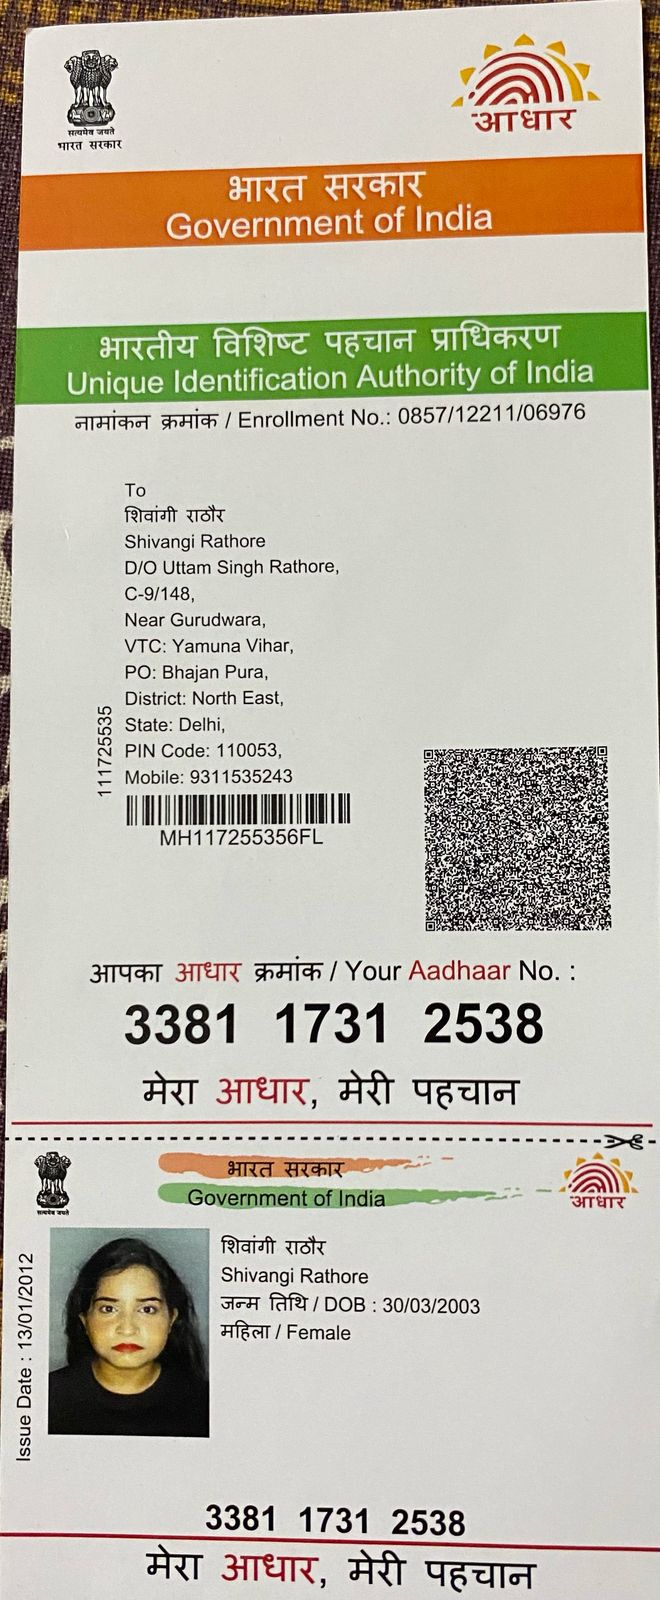 सत्यमेव जयते
भारत सरकार
आधार
भारत सरकार
Government of India
भारतीय विशिष्ट पहचान प्राधिकरण
Unique Identification Authority of India
नामांकन क्रमांक / Enrollment No.: 0857/12211/06976
To
शिवांगी राठौर
Shivangi Rathore
D/O Uttam Singh Rathore,
C-9/148,
Near Gurudwara,
VTC: Yamuna Vihar,
PO: Bhajan Pura,
District: North East,
State: Delhi,
PIN Code: 110053,
Mobile: 9311535243
111725535
MH117255356FL
आपका आधार क्रमांक / Your Aadhaar No. :
3381 1731 2538
मेरा आधार, मेरी पहचान
सत्यमेव जयते
भारत सरकार
Government of India
आधार
Issue Date : 13/01/2012
शिवांगी राठौर
Shivangi Rathore
जन्म तिथि / DOB : 30/03/2003
महिला / Female
3381 1731 2538
मेरा आधार, मेरी पहचान